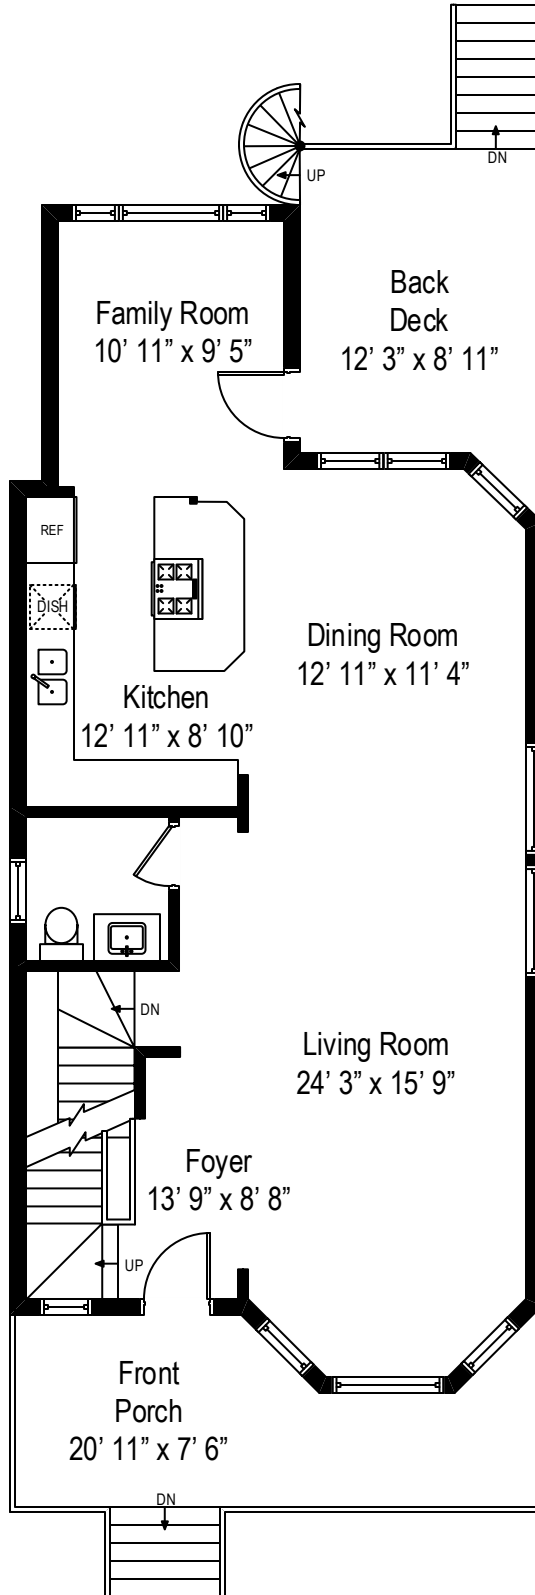 DN
UP
Back
Deck
12’ 3” x 8’ 11”
Family Room
10’ 11” x 9’ 5”
REF
DISH
Dining Room
12’ 11” x 11’ 4”
Kitchen
12’ 11” x 8’ 10”
DN
Living Room
24’ 3” x 15’ 9”
Foyer
13’ 9” x 8’ 8”
UP
Front
Porch
20’ 11” x 7’ 6”
DN